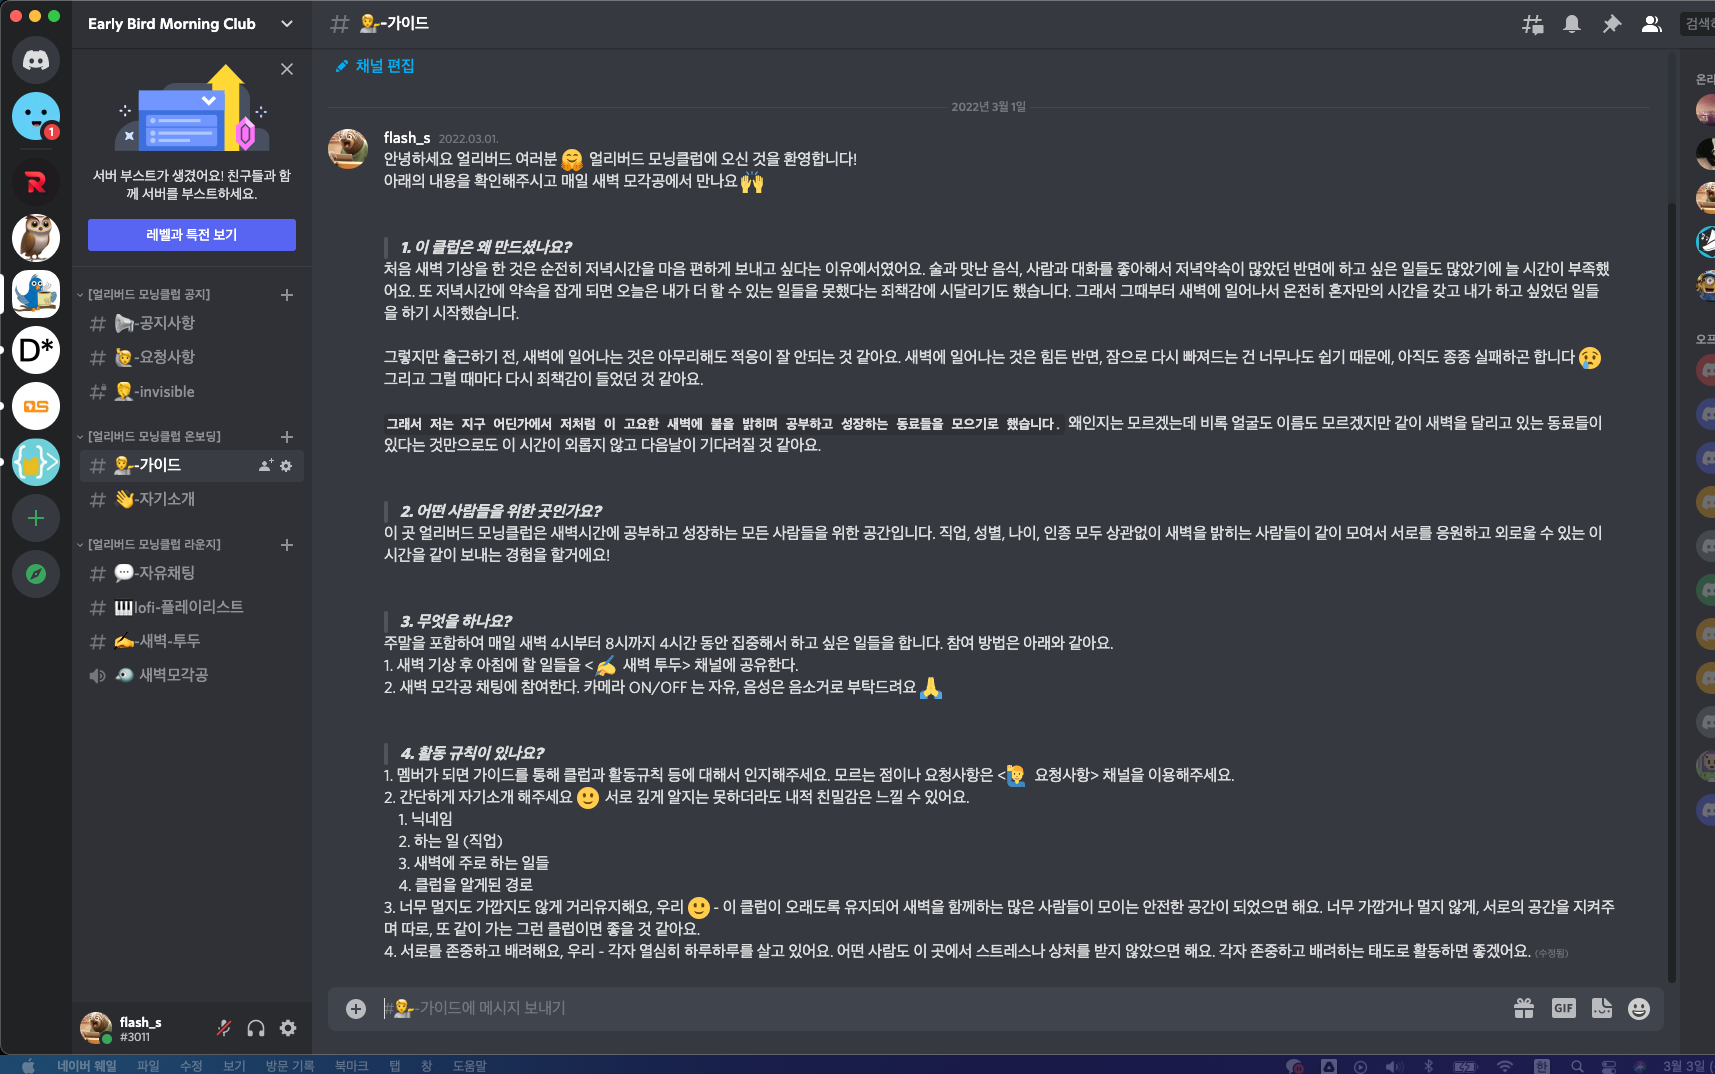 Early Bird Morning Club
서버 부스트가 생겼어요! 친구들과 함
께 서버를 부스트하세요.
레벨과 특전 보기
[얼리버드 모닝클럽 공지]
-공지사항
-요청사항
-invisible
[얼리버드 모닝클럽 온보딩]
-가이드
-자기소개
[얼리버드 모닝클럽 라운지]
-자유채팅
lofi-플레이리스트
-새벽-투두
새벽모각공
flash_s
#3011
1
R
D*
# -가이드
채널 편집
2022년 3월 1일
flash_s 2022.03.01.
안녕하세요 얼리버드 여러분 🤗 얼리버드 모닝클럽에 오신 것을 환영합니다!
아래의 내용을 확인해주시고 매일 새벽 모각공에서 만나요 🙌
1. 이 클럽은 왜 만드셨나요?
처음 새벽 기상을 한 것은 순전히 저녁시간을 마음 편하게 보내고 싶다는 이유에서였어요. 술과 맛난 음식, 사람과 대화를 좋아해서 저녁약속이 많았던 반면에 하고 싶은 일들도 많았기에 늘 시간이 부족했
어요. 또 저녁시간에 약속을 잡게 되면 오늘은 내가 더 할 수 있는 일들을 못했다는 죄책감에 시달리기도 했습니다. 그래서 그때부터 새벽에 일어나서 온전히 혼자만의 시간을 갖고 내가 하고 싶었던 일들
을 하기 시작했습니다.
그렇지만 출근하기 전, 새벽에 일어나는 것은 아무리해도 적응이 잘 안되는 것 같아요. 새벽에 일어나는 것은 힘든 반면, 잠으로 다시 빠져드는 건 너무나도 쉽기 때문에, 아직도 종종 실패하곤 합니다 😢
그리고 그럴 때마다 다시 죄책감이 들었던 것 같아요.
그래서 저는 지구 어딘가에서 저처럼 이 고요한 새벽에 불을 밝히며 공부하고 성장하는 동료들을 모으기로 했습니다. 왜인지는 모르겠는데 비록 얼굴도 이름도 모르겠지만 같이 새벽을 달리고 있는 동료들이
있다는 것만으로도 이 시간이 외롭지 않고 다음날이 기다려질 것 같아요.
2. 어떤 사람들을 위한 곳인가요?
이 곳 얼리버드 모닝클럽은 새벽시간에 공부하고 성장하는 모든 사람들을 위한 공간입니다. 직업, 성별, 나이, 인종 모두 상관없이 새벽을 밝히는 사람들이 같이 모여서 서로를 응원하고 외로울 수 있는 이
시간을 같이 보내는 경험을 할거에요!
3. 무엇을 하나요?
주말을 포함하여 매일 새벽 4시부터 8시까지 4시간 동안 집중해서 하고 싶은 일들을 합니다. 참여 방법은 아래와 같아요.
1. 새벽 기상 후 아침에 할 일들을 <✍ 새벽 투두> 채널에 공유한다.
2. 새벽 모각공 채팅에 참여한다. 카메라 ON/OFF 는 자유, 음성은 음소거로 부탁드려요 🙏
4. 활동 규칙이 있나요?
1. 멤버가 되면 가이드를 통해 클럽과 활동규칙 등에 대해서 인지해주세요. 모르는 점이나 요청사항은 <🙋‍♂️ 요청사항> 채널을 이용해주세요.
2. 간단하게 자기소개 해주세요 🙂 서로 깊게 알지는 못하더라도 내적 친밀감은 느낄 수 있어요.
1. 닉네임
2. 하는 일 (직업)
3. 새벽에 주로 하는 일들
4. 클럽을 알게된 경로
3. 너무 멀지도 가깝지도 않게 거리유지해요, 우리 🙂 - 이 클럽이 오래도록 유지되어 새벽을 함께하는 많은 사람들이 모이는 안전한 공간이 되었으면 해요. 너무 가깝거나 멀지 않게, 서로의 공간을 지켜주
며 따로, 또 같이 가는 그런 클럽이면 좋을 것 같아요.
4. 서로를 존중하고 배려해요, 우리 - 각자 열심히 하루하루를 살고 있어요. 어떤 사람도 이 곳에서 스트레스나 상처를 받지 않았으면 해요. 각자 존중하고 배려하는 태도로 활동하면 좋겠어요. (수정됨)
# -가이드에 메시지 보내기
GIF
네이버 웨일 파일 수정 보기 방문 기록 북마크 탭 창 도움말
3월 3일 (